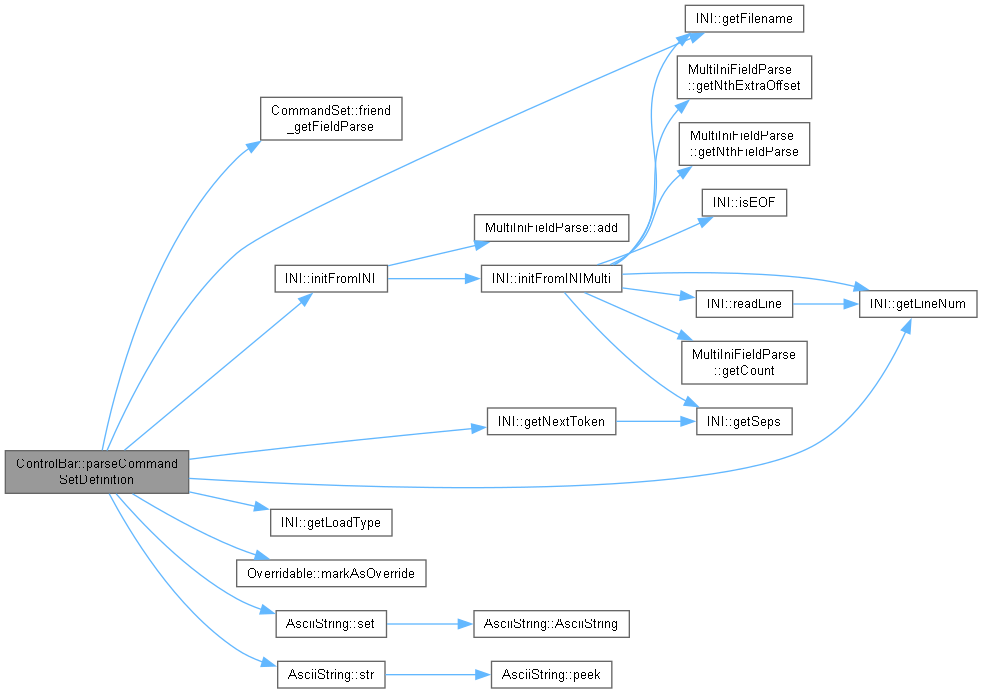 INI::getFilename
MultiIniFieldParse
::getNthExtraOffset
CommandSet::friend
_getFieldParse
MultiIniFieldParse
::getNthFieldParse
INI::isEOF
MultiIniFieldParse::add
INI::initFromINI
INI::initFromINIMulti
INI::readLine
INI::getLineNum
MultiIniFieldParse
::getCount
INI::getNextToken
INI::getSeps
ControlBar::parseCommand
SetDefinition
INI::getLoadType
Overridable::markAsOverride
AsciiString::set
AsciiString::AsciiString
AsciiString::str
AsciiString::peek